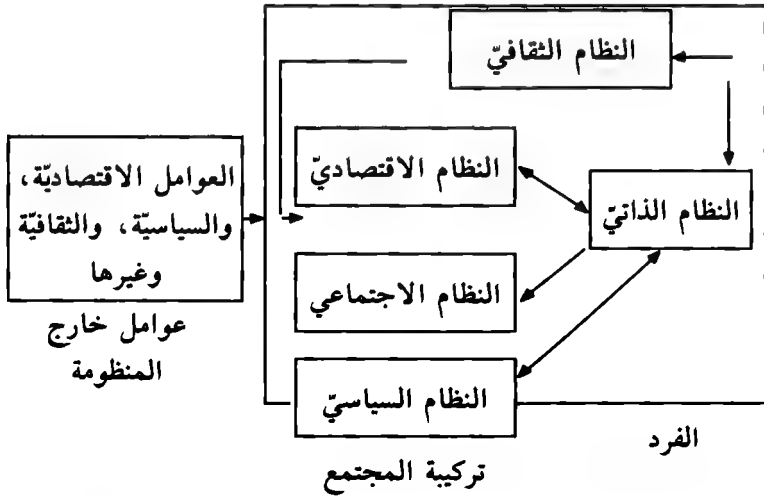 النظام الثقافيّ
النظام الاقتصاديّ
العوامل الاقتصاديّة،
والسياسيّة، والثقافيّة
وغيرها
النظام الذاتيّ
النظام الاجتماعي
عوامل خارج
المنظومة
النظام السياسيّ
الفرد
تركيبة المجتمع